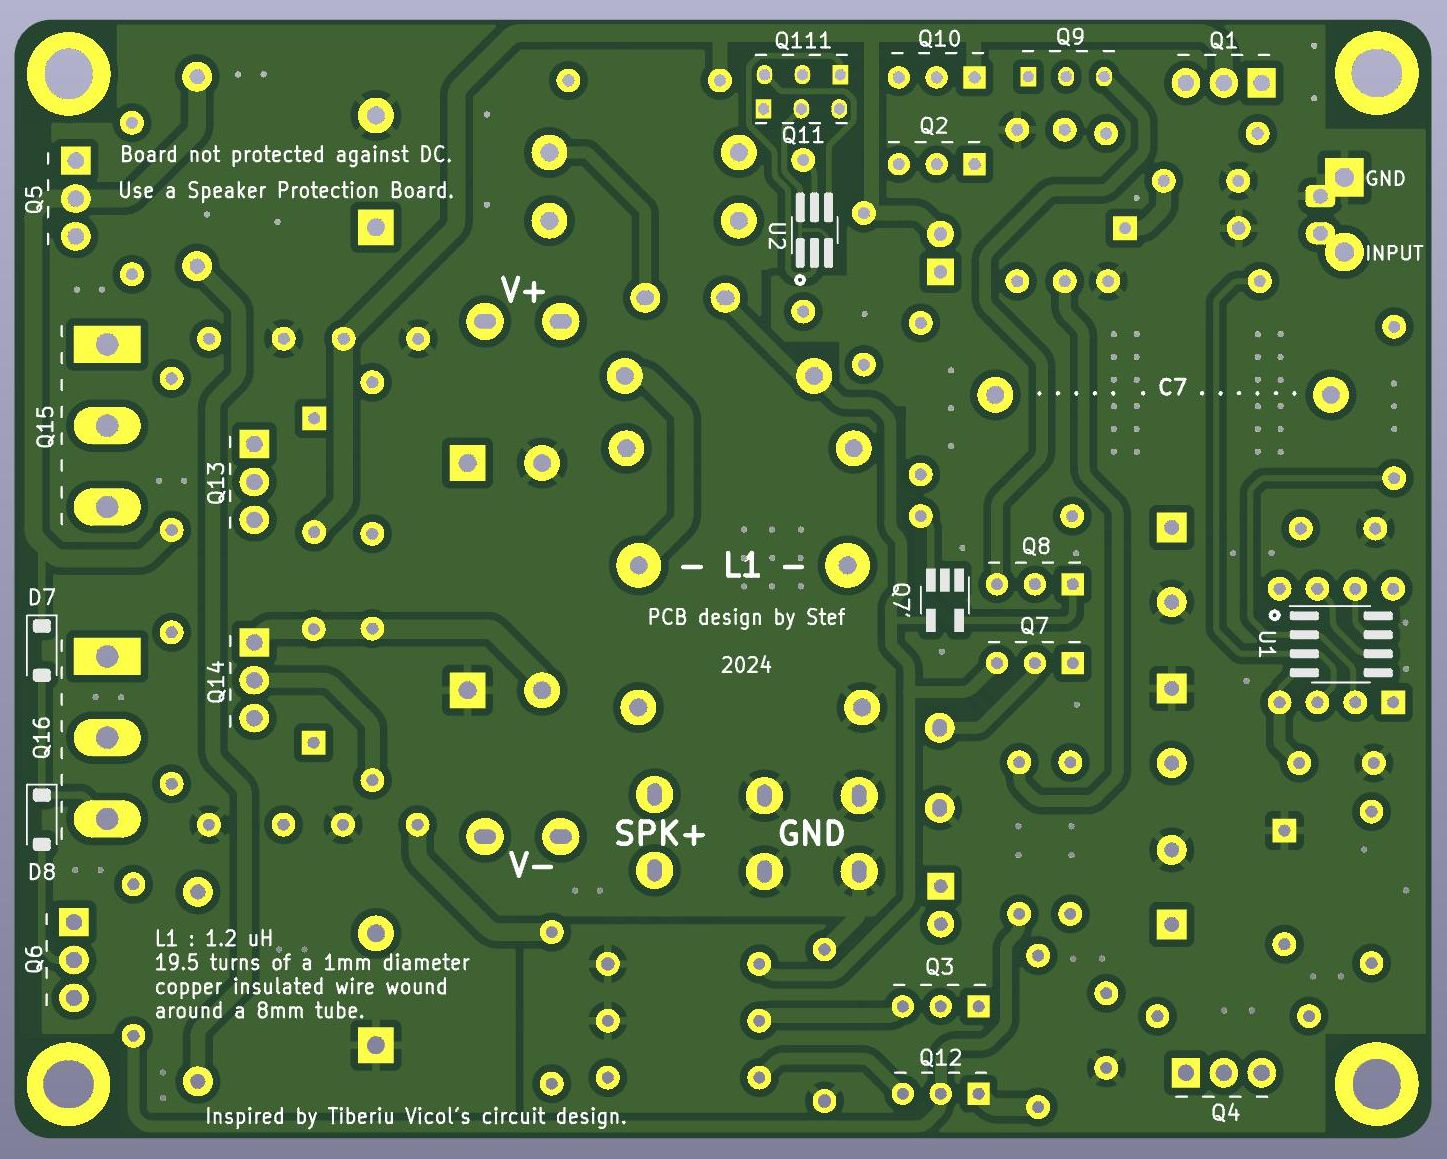 Q111
Q10
Q9
Q1
Q11
Q2
Board not protected against DC.
Use a Speaker Protection Board.
Q5
GND
U2
INPUT
V+
C7
Q15
Q13
- L1 -
Q8
PCB design by Stef
Q7'
Q7
D7
U1
2024
Q14
Q16
SPK+
GND
V-
D8
L1 : 1.2 uH
19.5 turns of a 1mm diameter
copper insulated wire wound
around a 8mm tube.
Q6
Q3
Q12
Q4
Inspired by Tiberiu Vicol's circuit design.